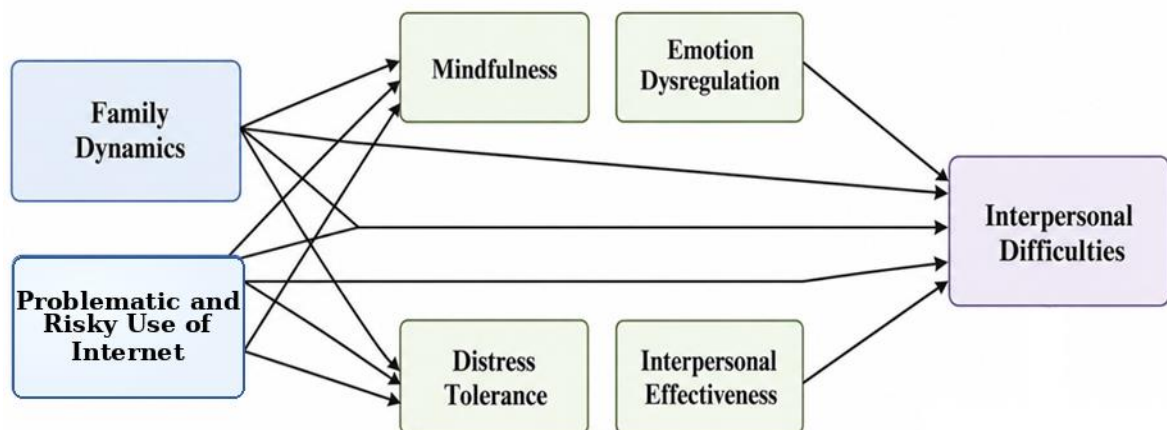 Family
Dynamics
Problematic and
Risky Use of
Internet
Mindfulness
Emotion
Dysregulation
Distress
Tolerance
Interpersonal
Effectiveness
Interpersonal
Difficulties